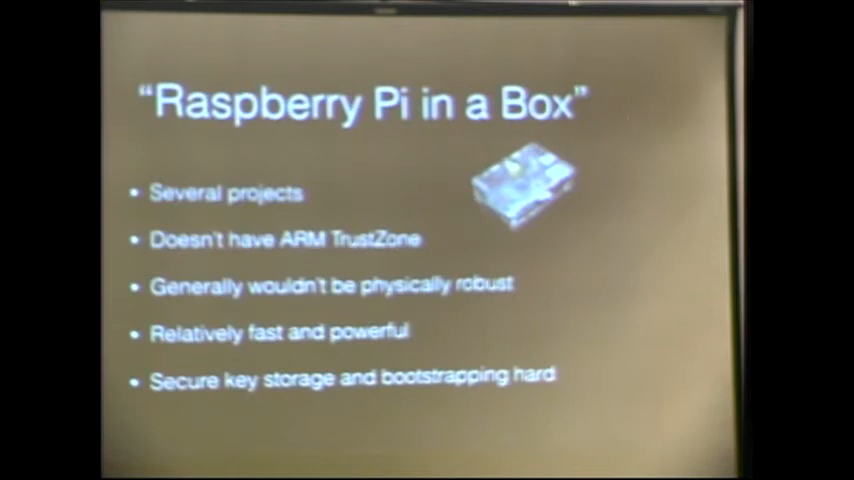 “Raspberry Pi in a Box”
• Several projects
• Doesn't have ARM TrustZone
• Generally wouldn't be physically robust
• Relatively fast and powerful
• Secure key storage and bootstrapping hard